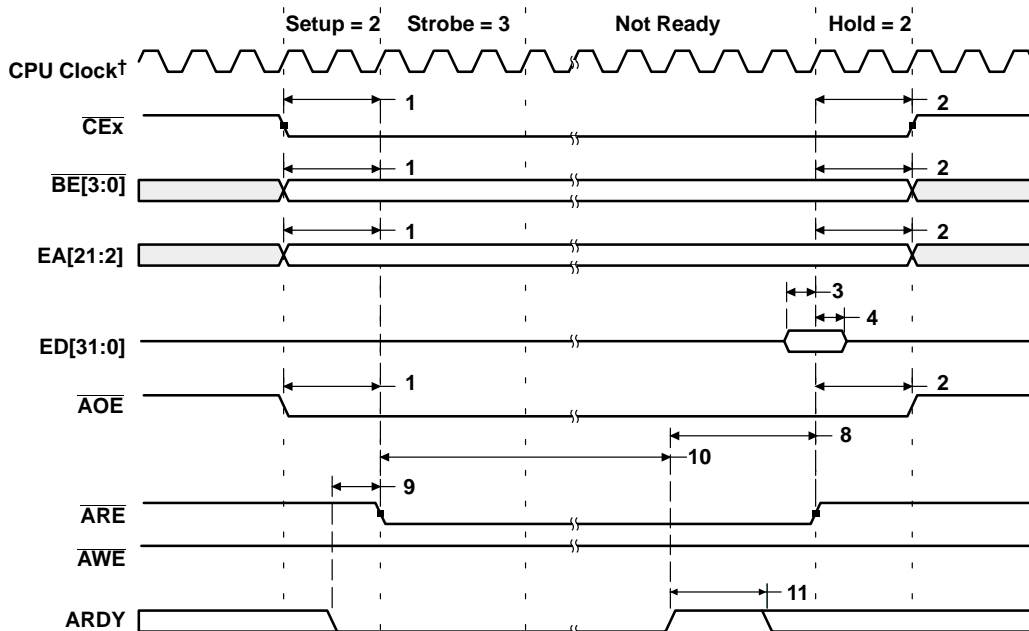 Setup = 2 Strobe = 3 Not Ready Hold = 2
CPU Clock†
1 2
CEx
1 2
BE[3:0]
1 2
EA[21:2]
3
4
ED[31:0]
1 2
AOE
8
10
9
ARE
AWE
11
ARDY